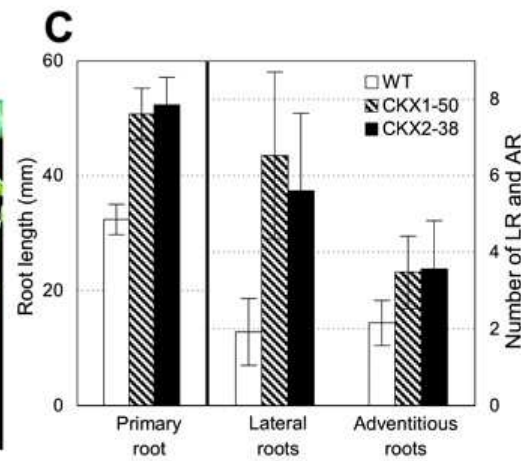 C
60
40
20
0
Root length (mm)
WT
CKX1-50
CKX2-38
8
6
4
2
0
Number of LR and AR
Primary
root
Lateral
roots
Adventitious
roots